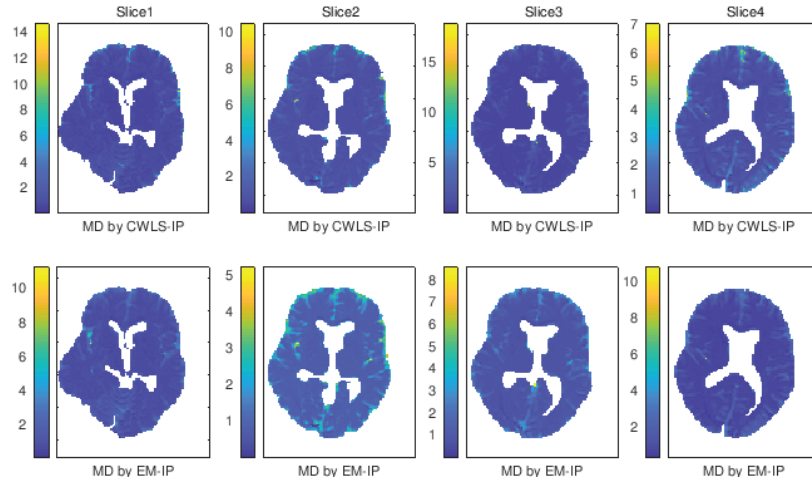 Slice1 Slice2 Slice3 Slice4
14 12 10 8 6 4 2
10 8 6 4 2
15 10 5
7 6 5 4 3 2 1
MD by CWLS-IP MD by CWLS-IP MD by CWLS-IP MD by CWLS-IP
10 8 6 4 2
5 4 3 2 1
8 7 6 5 4 3 2 1
10 8 6 4 2
MD by EM-IP MD by EM-IP MD by EM-IP MD by EM-IP